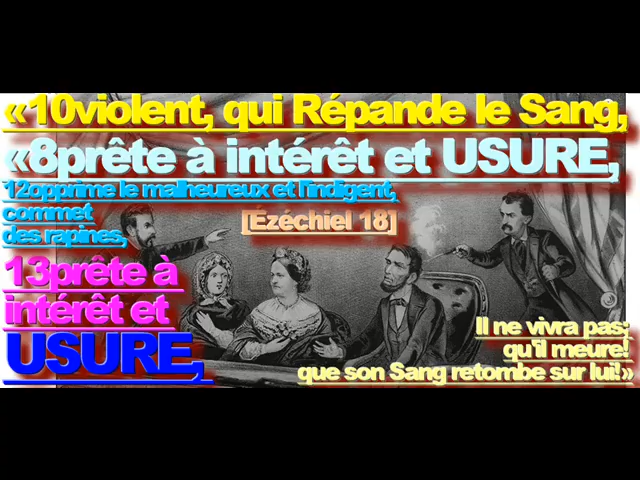 «10violent, qui Répande le Sang,
«8prête à intérêt et USURE,
12opprime le malheureux et l'indigent,
commet
des rapines,
[Ézéchiel 18]
13prête à
intérêt et
USURE,
Il ne vivra pas;
qu'il meure!
que son Sang retombe sur lui!»